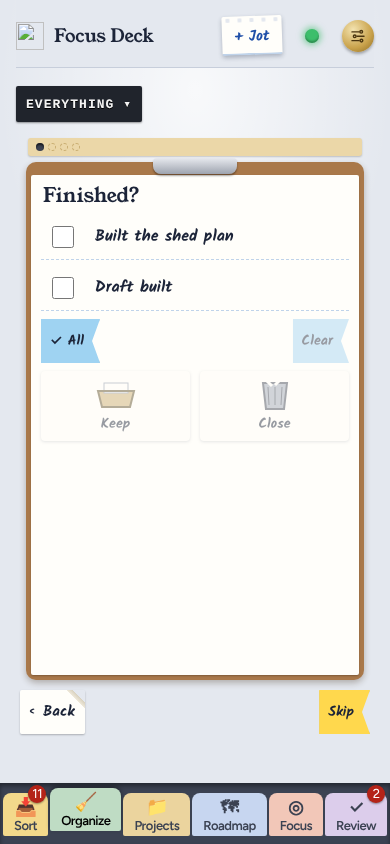 Focus Deck
+ Jot
EVERYTHING ▾
Finished?
Built the shed plan
Draft built
✓ All
Clear
Keep
Close
‹ Back
Skip
11
Sort
Organize
Projects
Roadmap
Focus
2
Review